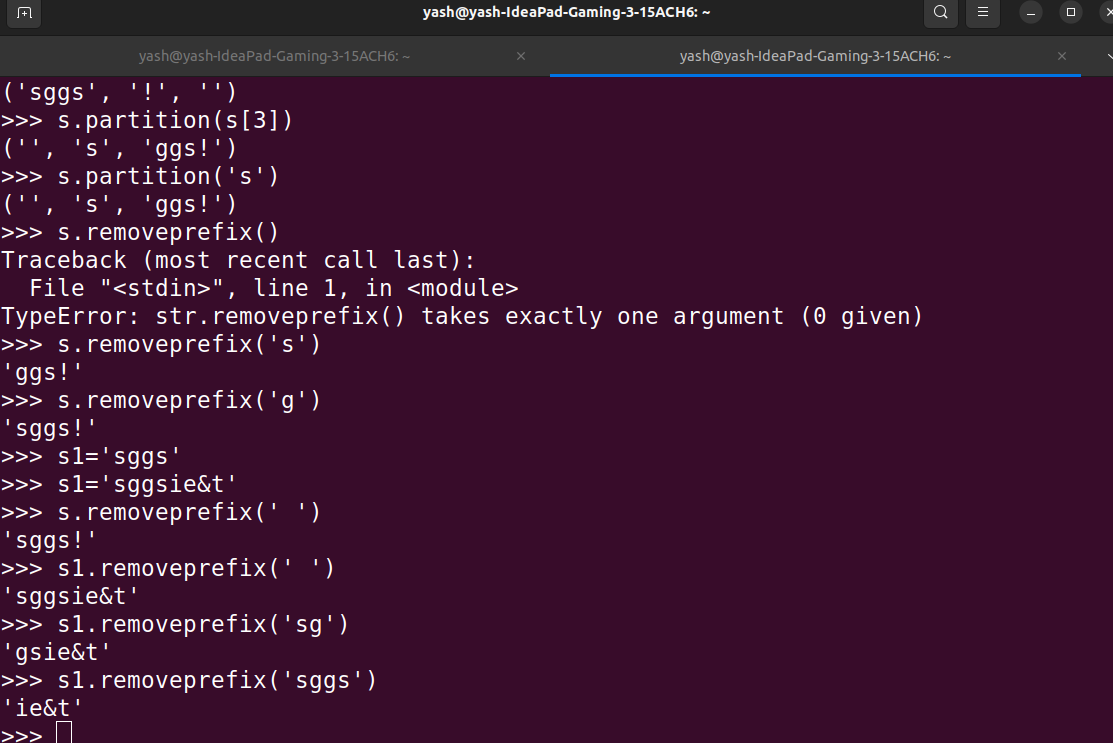 yash@yash-IdeaPad-Gaming-3-15ACH6: ~
yash@yash-IdeaPad-Gaming-3-15ACH6: ~
yash@yash-IdeaPad-Gaming-3-15ACH6: ~
('sggs', '!', '')
>>> s.partition(s[3])
('', 's', 'ggs!')
>>> s.partition('s')
('', 's', 'ggs!')
>>> s.removeprefix()
Traceback (most recent call last):
  File "<stdin>", line 1, in <module>
TypeError: str.removeprefix() takes exactly one argument (0 given)
>>> s.removeprefix('s')
'ggs!'
>>> s.removeprefix('g')
'sggs!'
>>> s1='sggs'
>>> s1='sggsie&t'
>>> s.removeprefix(' ')
'sggs!'
>>> s1.removeprefix(' ')
'sggsie&t'
>>> s1.removeprefix('sg')
'gsie&t'
>>> s1.removeprefix('sggs')
'ie&t'
>>>